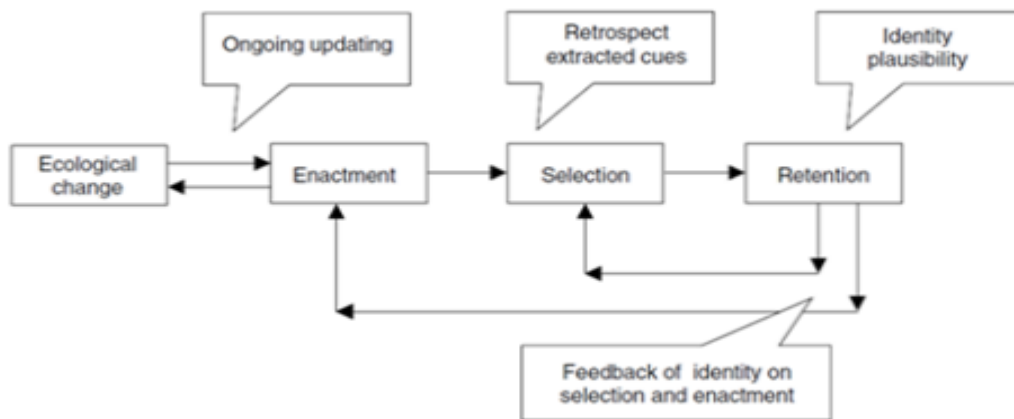 Ongoing updating
Retrospect
extracted cues
Identity
plausibility
Ecological
change
Enactment
Selection
Retention
Feedback of identity on
selection and enactment